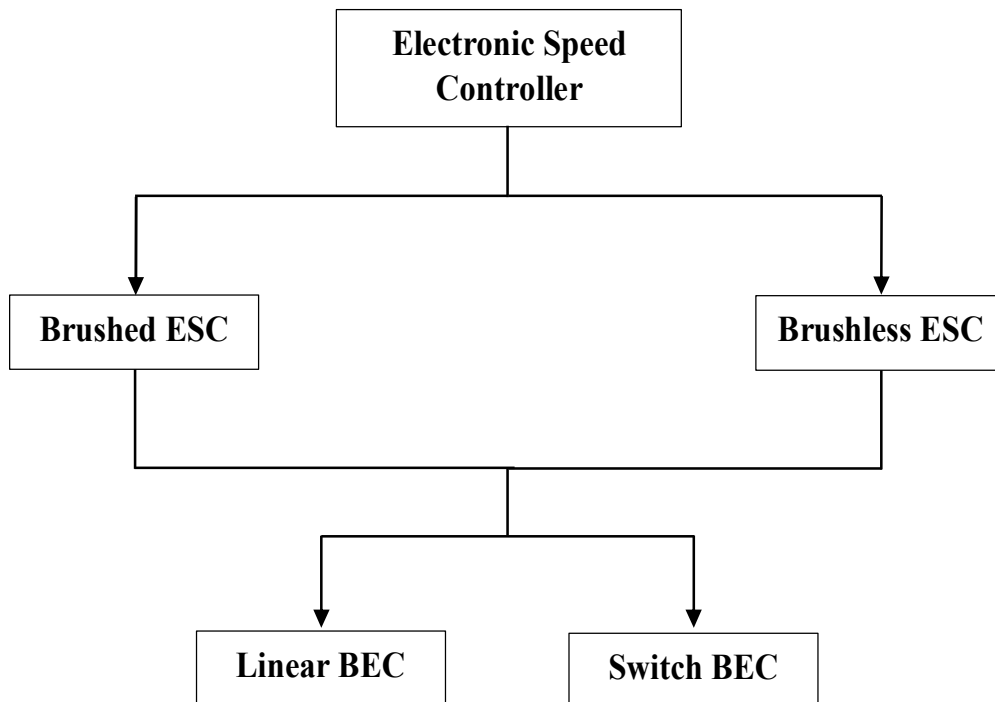 Electronic Speed
Controller
Brushed ESC
Brushless ESC
Linear BEC
Switch BEC